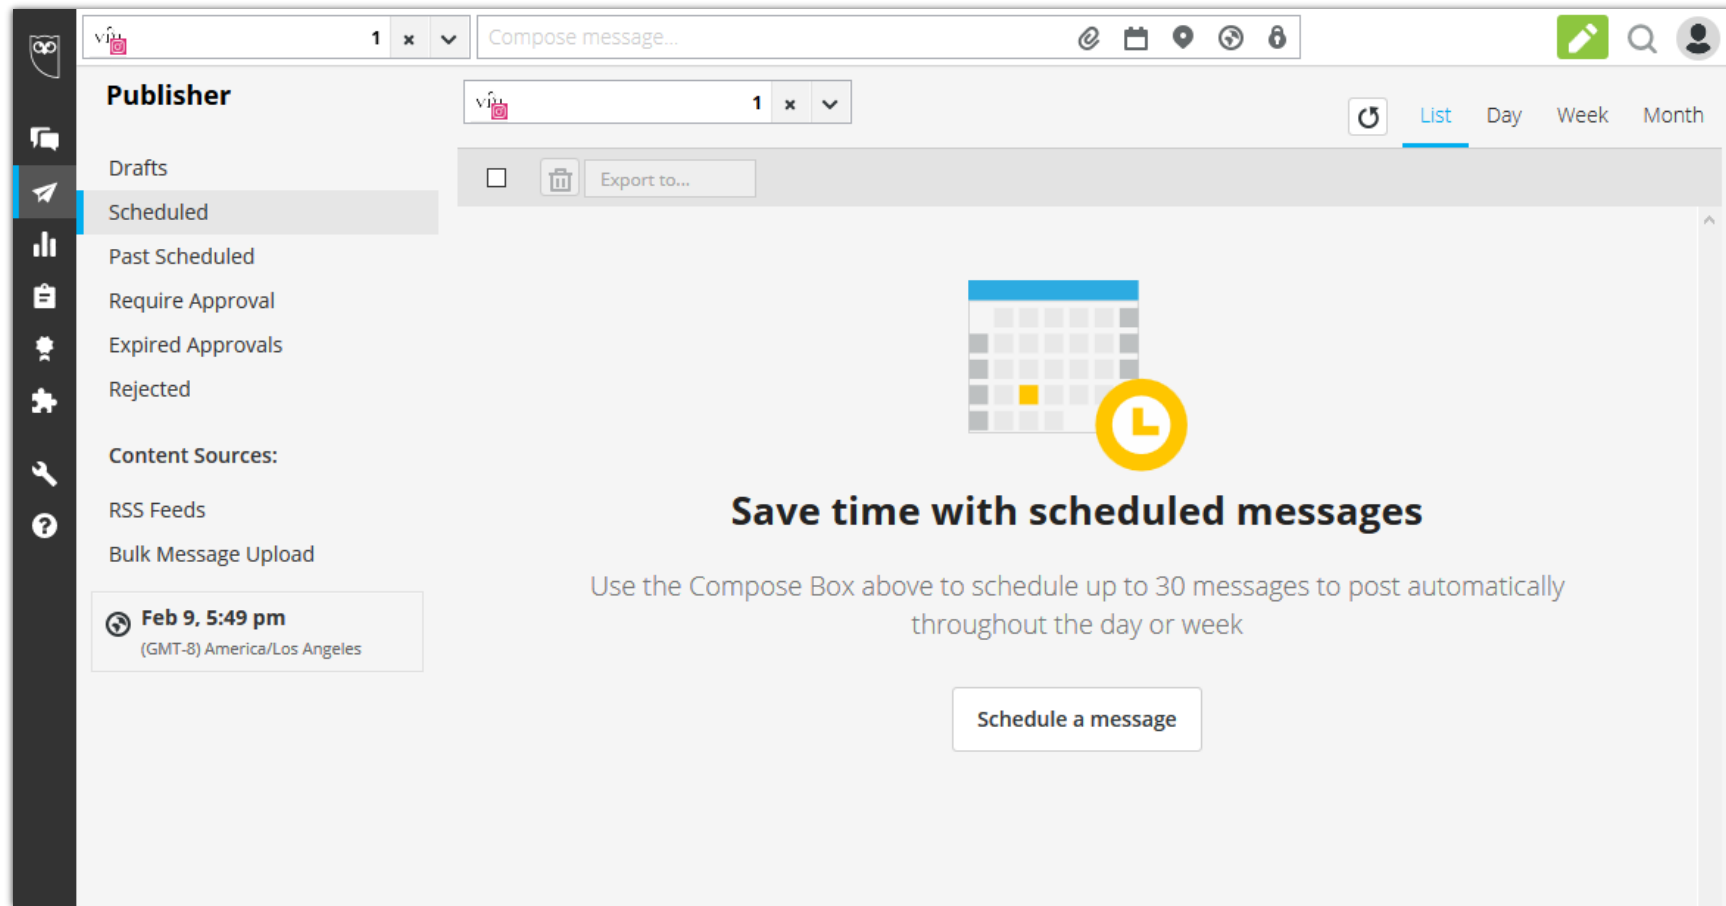 viu
1
Compose message...
Publisher
viu
1
List
Day
Week
Month
Drafts
Export to...
Scheduled
Past Scheduled
Require Approval
Expired Approvals
Rejected
Content Sources:
RSS Feeds
Bulk Message Upload
Feb 9, 5:49 pm
(GMT-8) America/Los Angeles
Save time with scheduled messages
Use the Compose Box above to schedule up to 30 messages to post automatically
throughout the day or week
Schedule a message